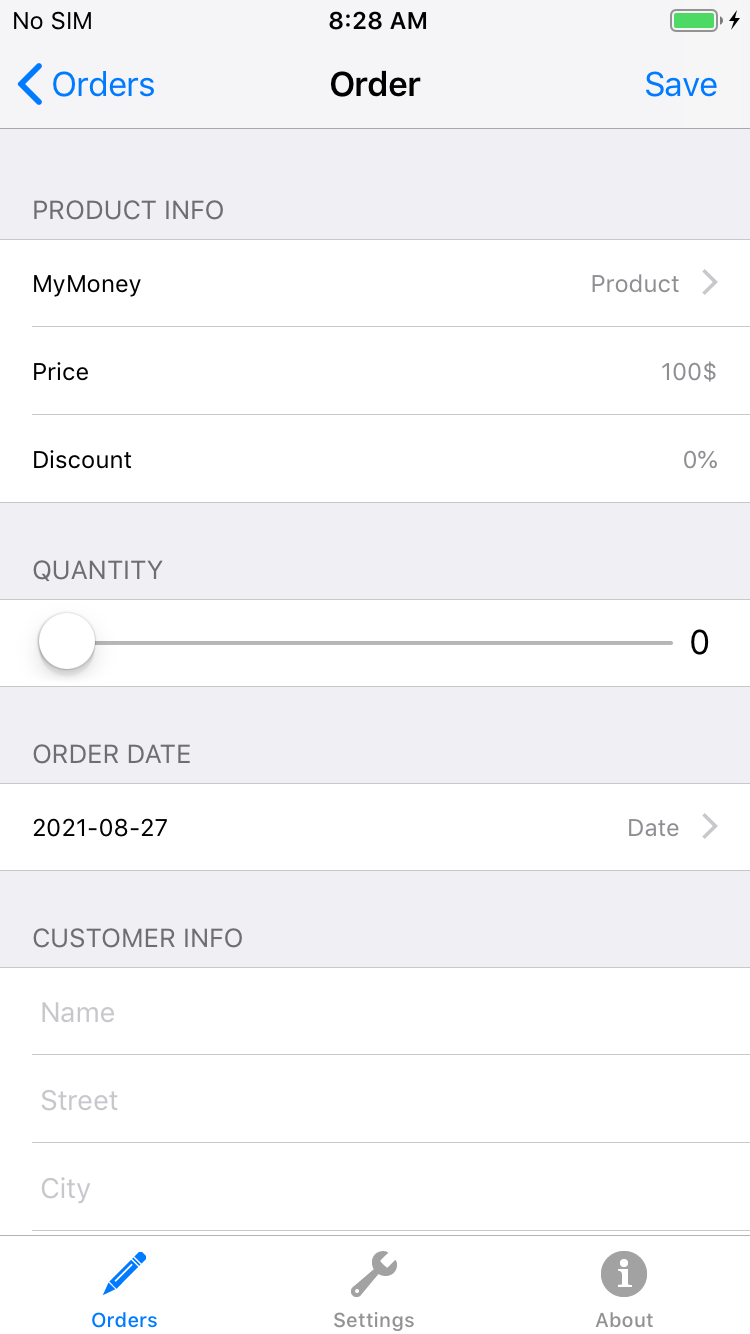 No SIM 8:28 AM
Orders Order Save
PRODUCT INFO
MyMoney Product
Price 100$
Discount 0%
QUANTITY
0
ORDER DATE
2021-08-27 Date
CUSTOMER INFO
Name
Street
City
Orders Settings About